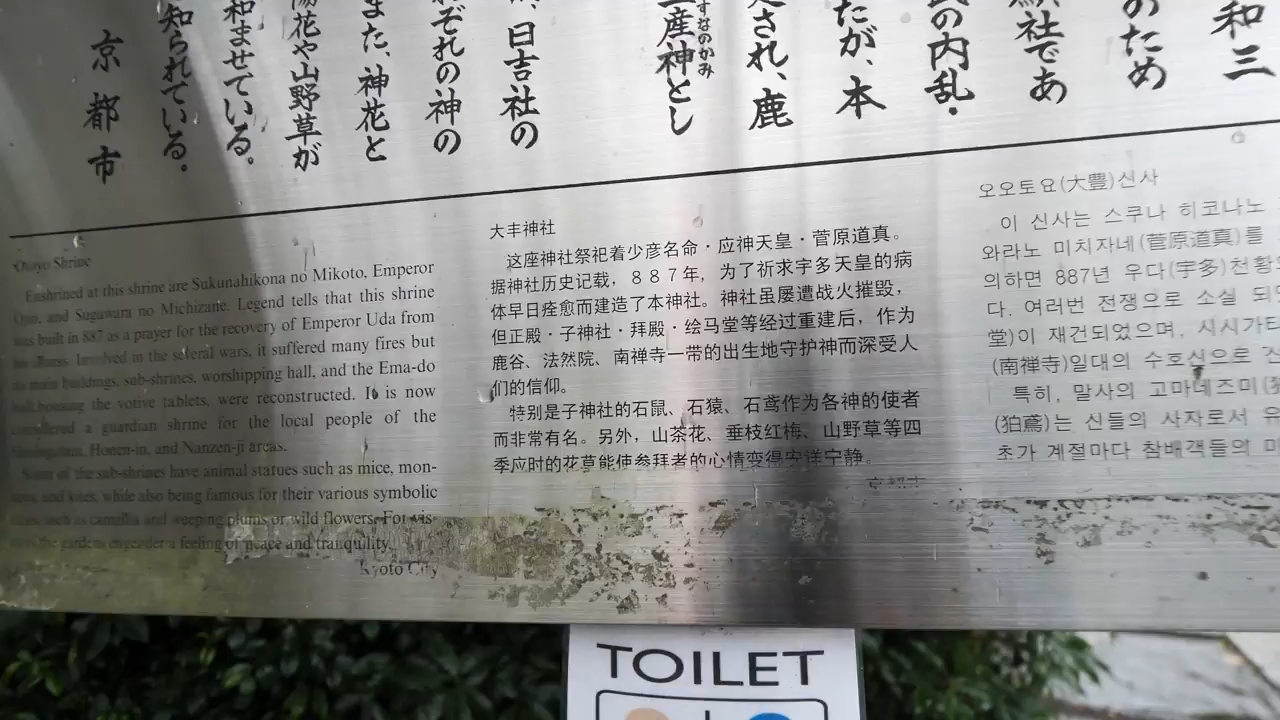 和三
のため
社であ
の内乱・
たが、本
され、鹿
産神とし
すなのかみ
、日吉社の
れぞれの神の
また、神花と
陽花や山野草が
和ませている。
知られている。
京都市
Otoyo Shrine
Enshrined at this shrine are Sukunahikona no Mikoto, Emperor
Ojin, and Sugawara no Michizane. Legend tells that this shrine
was built in 887 as a prayer for the recovery of Emperor Uda from
his illness. Involved in the several wars, it suffered many fires but
its main buildings, sub-shrines, worshipping hall, and the Ema-do
hall housing the votive tablets, were reconstructed. It is now
considered a guardian shrine for the local people of the
Honen-in, and Nanzen-ji areas.
Some of the sub-shrines have animal statues such as mice, mon-
keys and kites, while also being famous for their various symbolic
such as camellia and weeping plums or wild flowers. For vis-
the gardens engender a feeling of peace and tranquility.
Kyoto City
大丰神社
这座神社祭祀着少彦名命・应神天皇・菅原道真。
据神社历史记载，８８７年，为了祈求宇多天皇的病
体早日痊愈而建造了本神社。神社虽屡遭战火摧毁，
但正殿・子神社・拜殿・绘马堂等经过重建后，作为
鹿谷、法然院、南禅寺一带的出生地守护神而深受人
们的信仰。
特别是子神社的石鼠、石猿、石鸢作为各神的使者
而非常有名。另外，山茶花、垂枝红梅、山野草等四
季应时的花草能使参拜者的心情变得安详宁静。
京都市
오오토요(大豊)신사
이 신사는 스쿠나 히코나노
와라노 미치자네(菅原道真)를
의하면 887년 우다(宇多)천황
다. 여러번 전쟁으로 소실 되
堂)이 재건되었으며, 시시가타
(南禅寺)일대의 수호신으로
특히, 말사의 고마네즈미(
(狛鳶)는 신들의 사자로서 유
초가 계절마다 참배객들의 마
TOILET